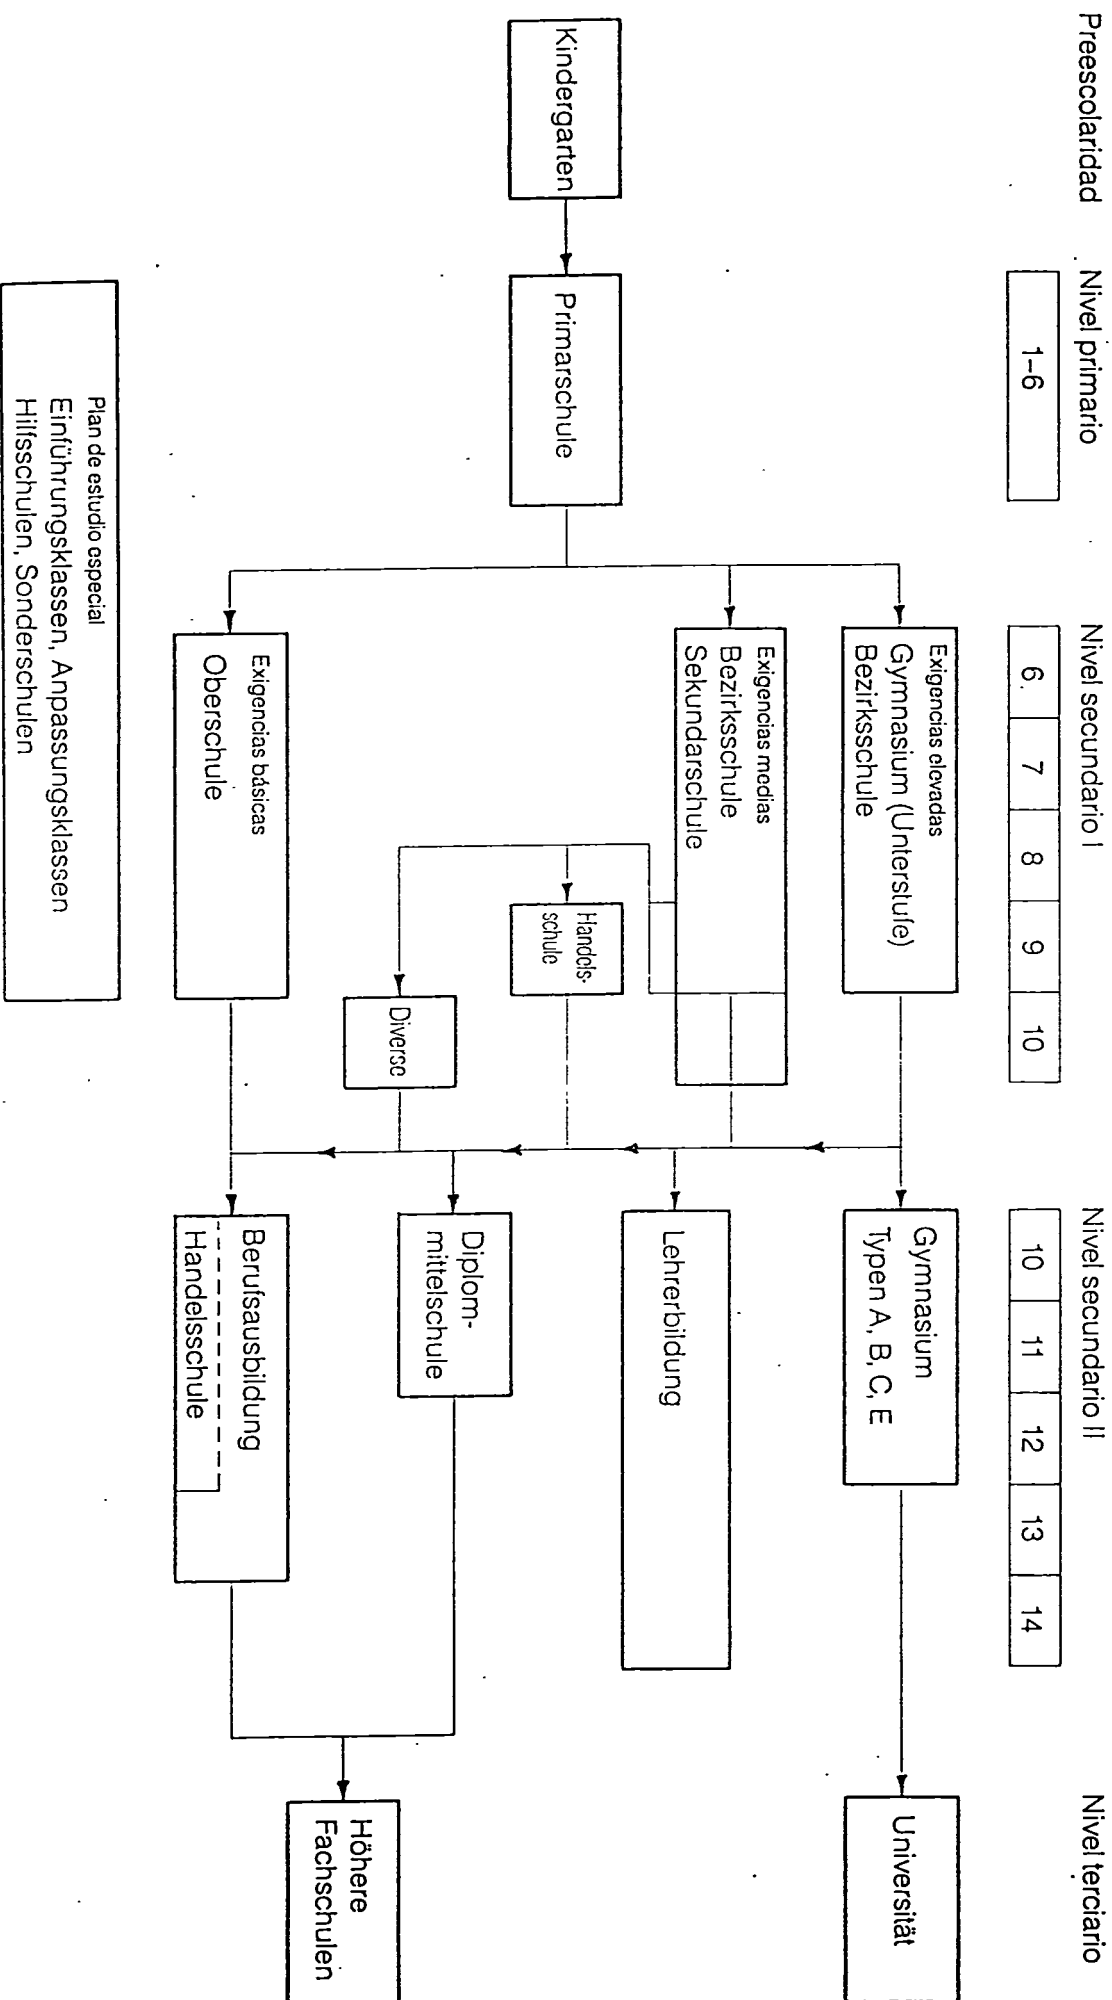 Preescolaridad
Nivel primario
Nivel secundario I
Nivel secundario II
Nivel terciario
1–6
6
7
8
9
10
10
11
12
13
14
Exigencias elevadas
Gymnasium (Unterstufe)
Bezirksschule
Gymnasium
Typen A, B, C, E
Universität
Exigencias medias
Bezirksschule
Sekundarschule
Lehrerbildung
Kindergarten
Primarschule
Handels-
schule
Diplom-
mittelschule
Diverse
Höhere
Fachschulen
Exigencias básicas
Oberschule
Berufsausbildung
Handelsschule
Plan de estudio especial
Einführungsklassen, Anpassungsklassen
Hilfsschulen, Sonderschulen